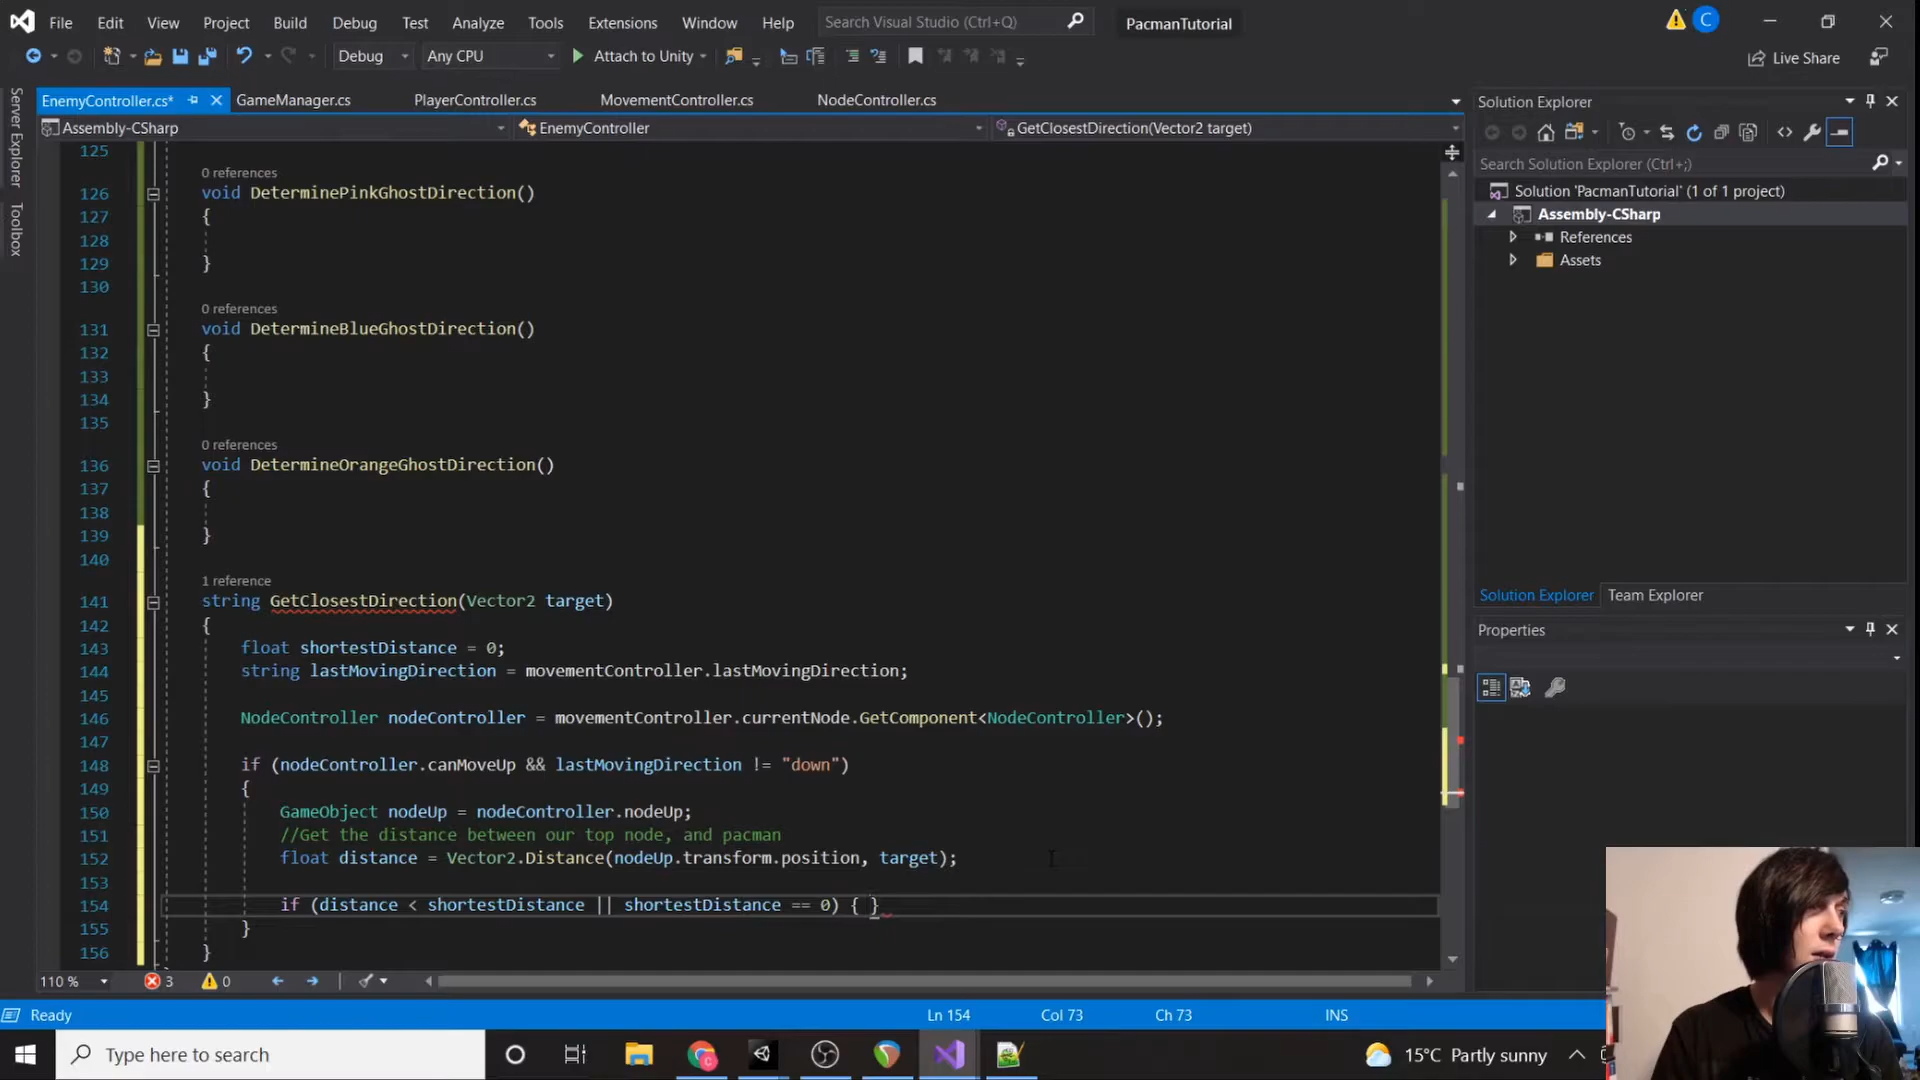 File Edit View Project Build Debug Test Analyze Tools Extensions Window Help Search Visual Studio (Ctrl+Q) PacmanTutorial C
Debug Any CPU Attach to Unity Live Share
EnemyController.cs* GameManager.cs PlayerController.cs MovementController.cs NodeController.cs
Assembly-CSharp EnemyController GetClosestDirection(Vector2 target)
Server Explorer
Toolbox
125
0 references
126 void DeterminePinkGhostDirection()
127 {
128
129 }
130
0 references
131 void DetermineBlueGhostDirection()
132 {
133
134 }
135
0 references
136 void DetermineOrangeGhostDirection()
137 {
138
139 }
140
1 reference
141 string GetClosestDirection(Vector2 target)
142 {
143 float shortestDistance = 0;
144 string lastMovingDirection = movementController.lastMovingDirection;
145
146 NodeController nodeController = movementController.currentNode.GetComponent<NodeController>();
147
148 if (nodeController.canMoveUp && lastMovingDirection != "down")
149 {
150 GameObject nodeUp = nodeController.nodeUp;
151 //Get the distance between our top node, and pacman
152 float distance = Vector2.Distance(nodeUp.transform.position, target);
153
154 if (distance < shortestDistance || shortestDistance == 0) { }
155 }
156 }
110 % 3 0
Solution Explorer
Search Solution Explorer (Ctrl+;)
Solution 'PacmanTutorial' (1 of 1 project)
Assembly-CSharp
References
Assets
Solution Explorer Team Explorer
Properties
Ready Ln 154 Col 73 Ch 73 INS
Type here to search 15°C Partly sunny